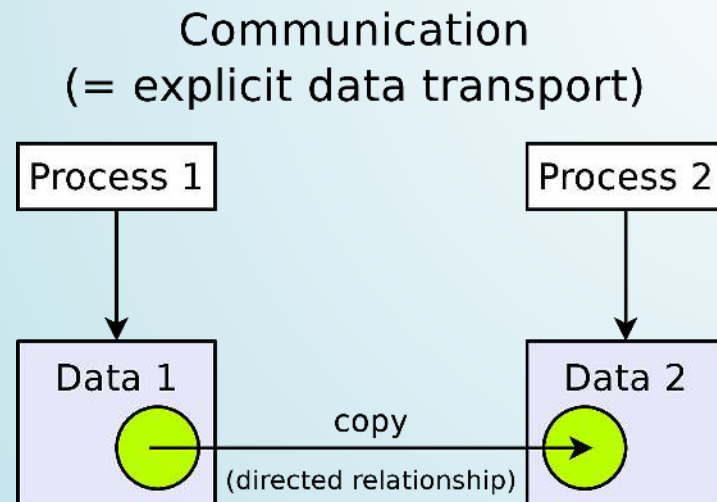 Communication
(= explicit data transport)
Process 1
Process 2
Data 1
Data 2
copy
(directed relationship)